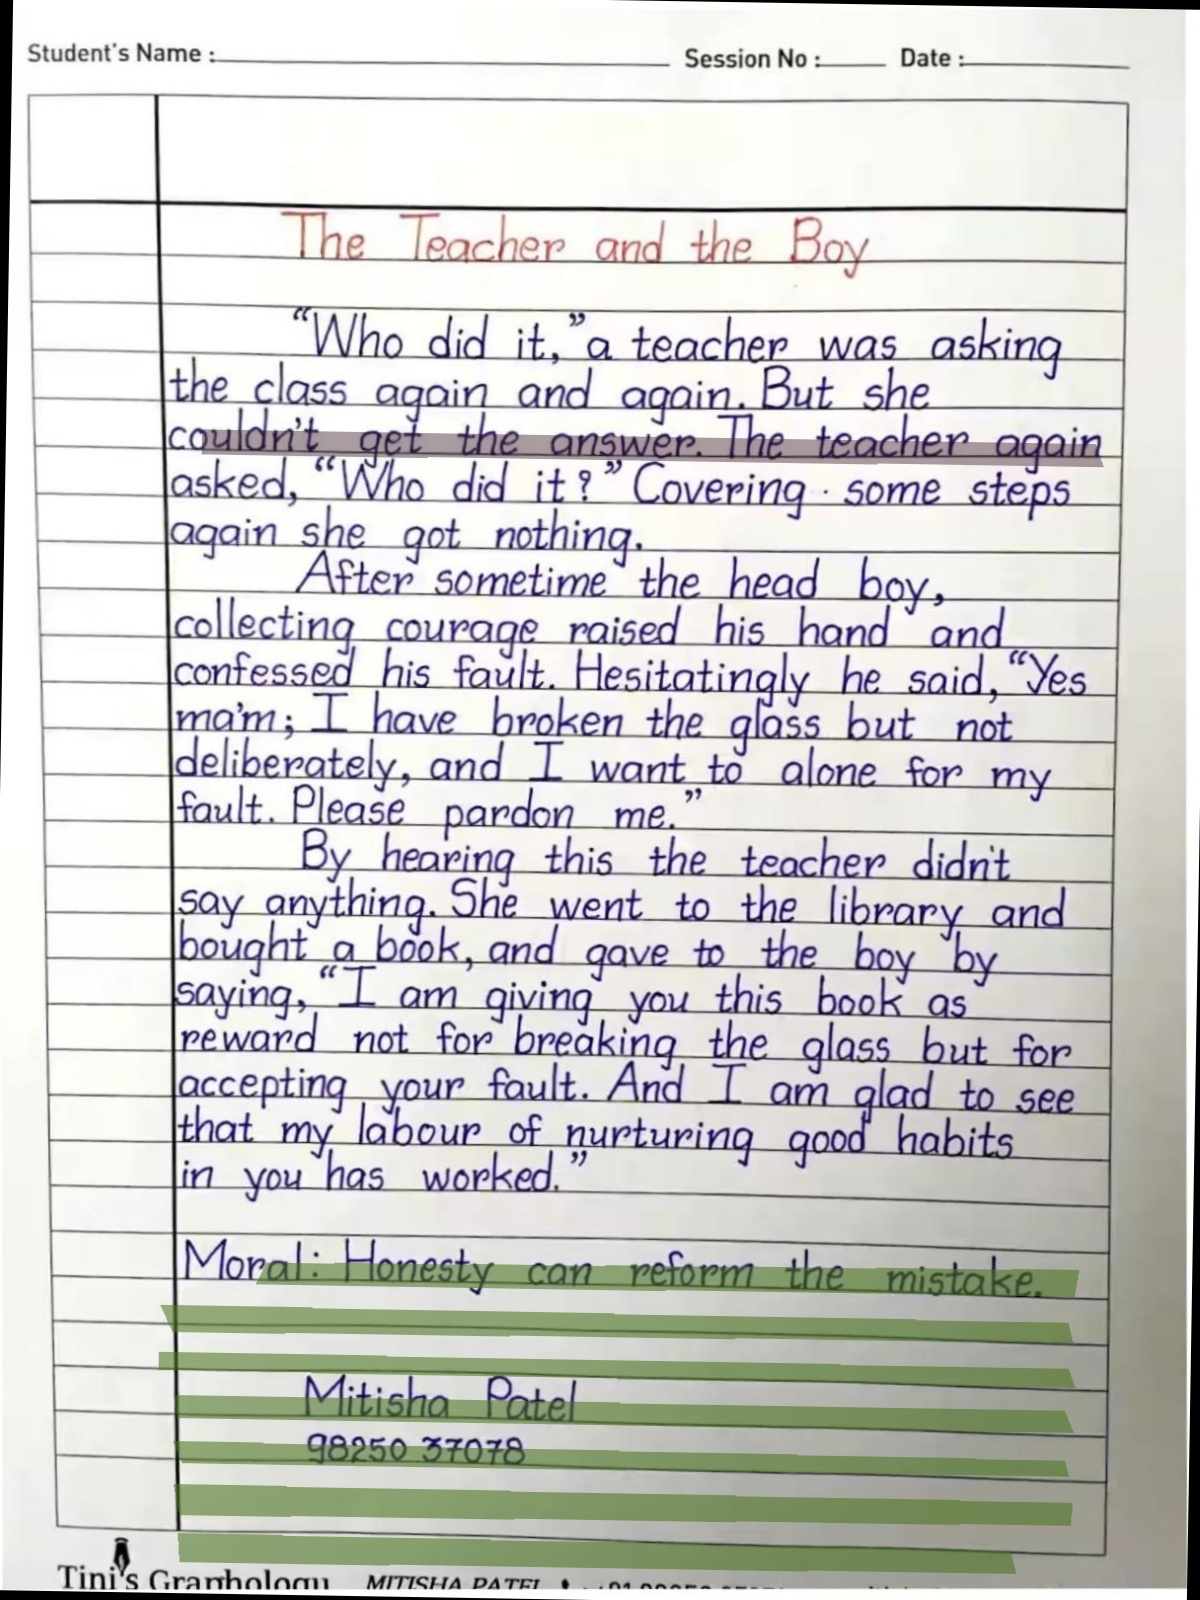 Student's Name :
Session No : Date :
The Teacher and the Boy
“Who did it,” a teacher was asking
the class again and again. But she
couldn't get the answer. The teacher again
asked, “Who did it?” Covering some steps
again she got nothing.
After sometime the head boy,
collecting courage raised his hand and
confessed his fault. Hesitatingly he said, “Yes
ma'm; I have broken the glass but not
deliberately, and I want to alone for my
fault. Please pardon me.”
By hearing this the teacher didn't
say anything. She went to the library and
bought a book, and gave to the boy by
saying, “I am giving you this book as
reward not for breaking the glass but for
accepting your fault. And I am glad to see
that my labour of nurturing good habits
in you has worked.”
Moral: Honesty can reform the mistake.
Mitisha Patel
98250 37078
Tini's Graphology MITISHA PATEL